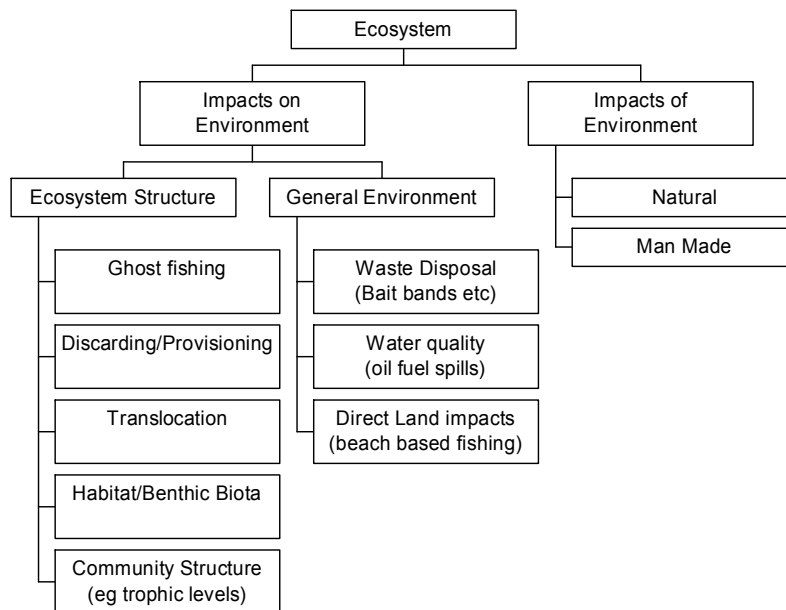 Ecosystem
Impacts on
Environment
Impacts of
Environment
Ecosystem Structure
General Environment
Natural
Man Made
Ghost fishing
Waste Disposal
(Bait bands etc)
Discarding/Provisioning
Water quality
(oil fuel spills)
Translocation
Direct Land impacts
(beach based fishing)
Habitat/Benthic Biota
Community Structure
(eg trophic levels)